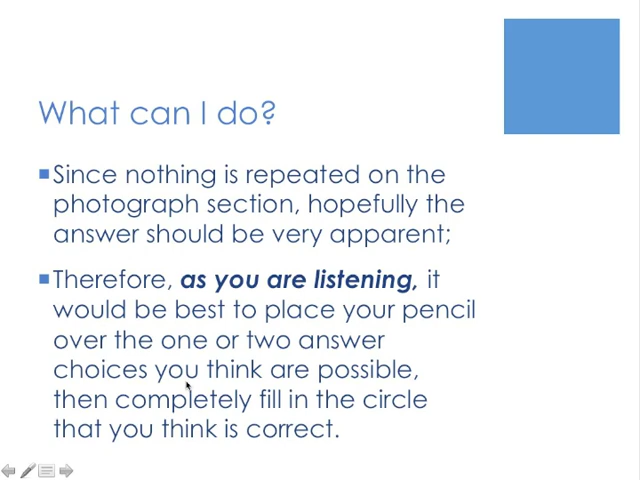 What can I do?
Since nothing is repeated on the
photograph section, hopefully the
answer should be very apparent;
Therefore, as you are listening, it
would be best to place your pencil
over the one or two answer
choices you think are possible,
then completely fill in the circle
that you think is correct.